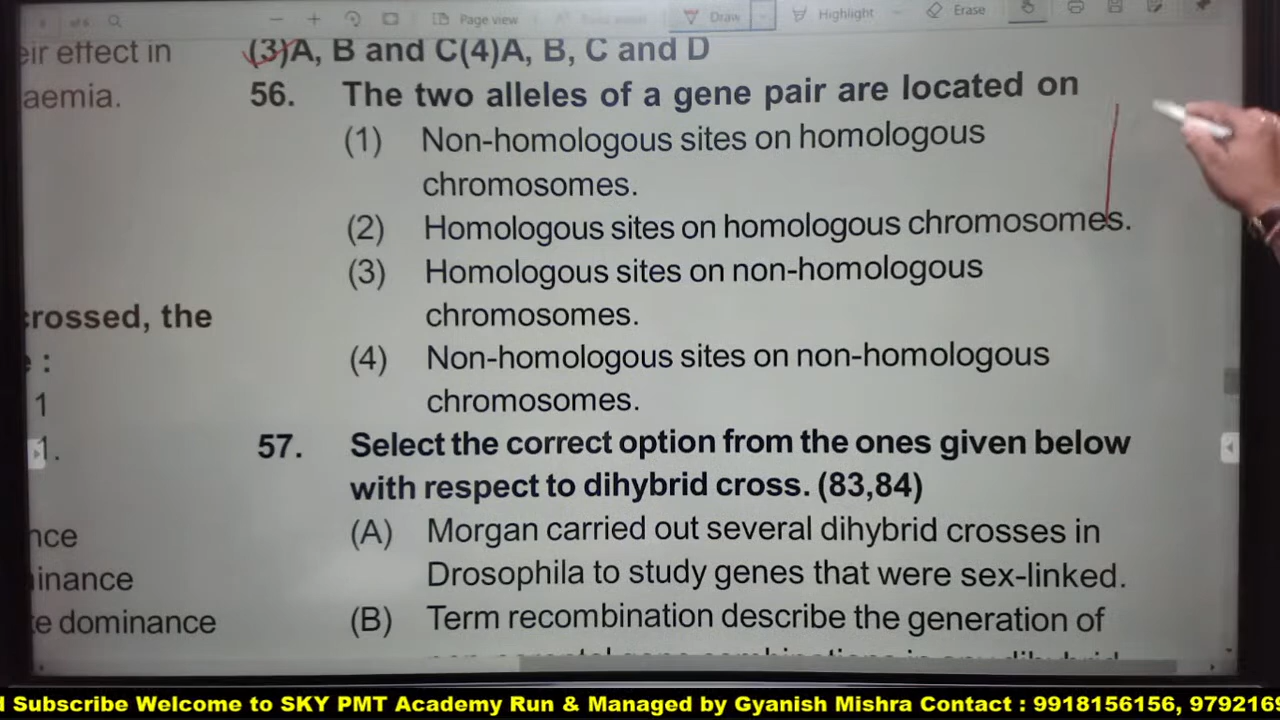 Page view
Draw
Highlight
Erase
eir effect in
aemia.
crossed, the
e :
1
1.
nce
inance
te dominance
(3)A, B and C(4)A, B, C and D
56. The two alleles of a gene pair are located on
(1) Non-homologous sites on homologous
chromosomes.
(2) Homologous sites on homologous chromosomes.
(3) Homologous sites on non-homologous
chromosomes.
(4) Non-homologous sites on non-homologous
chromosomes.
57. Select the correct option from the ones given below
with respect to dihybrid cross. (83,84)
(A) Morgan carried out several dihybrid crosses in
Drosophila to study genes that were sex-linked.
(B) Term recombination describe the generation of
d Subscribe Welcome to SKY PMT Academy Run & Managed by Gyanish Mishra Contact : 9918156156, 9792169